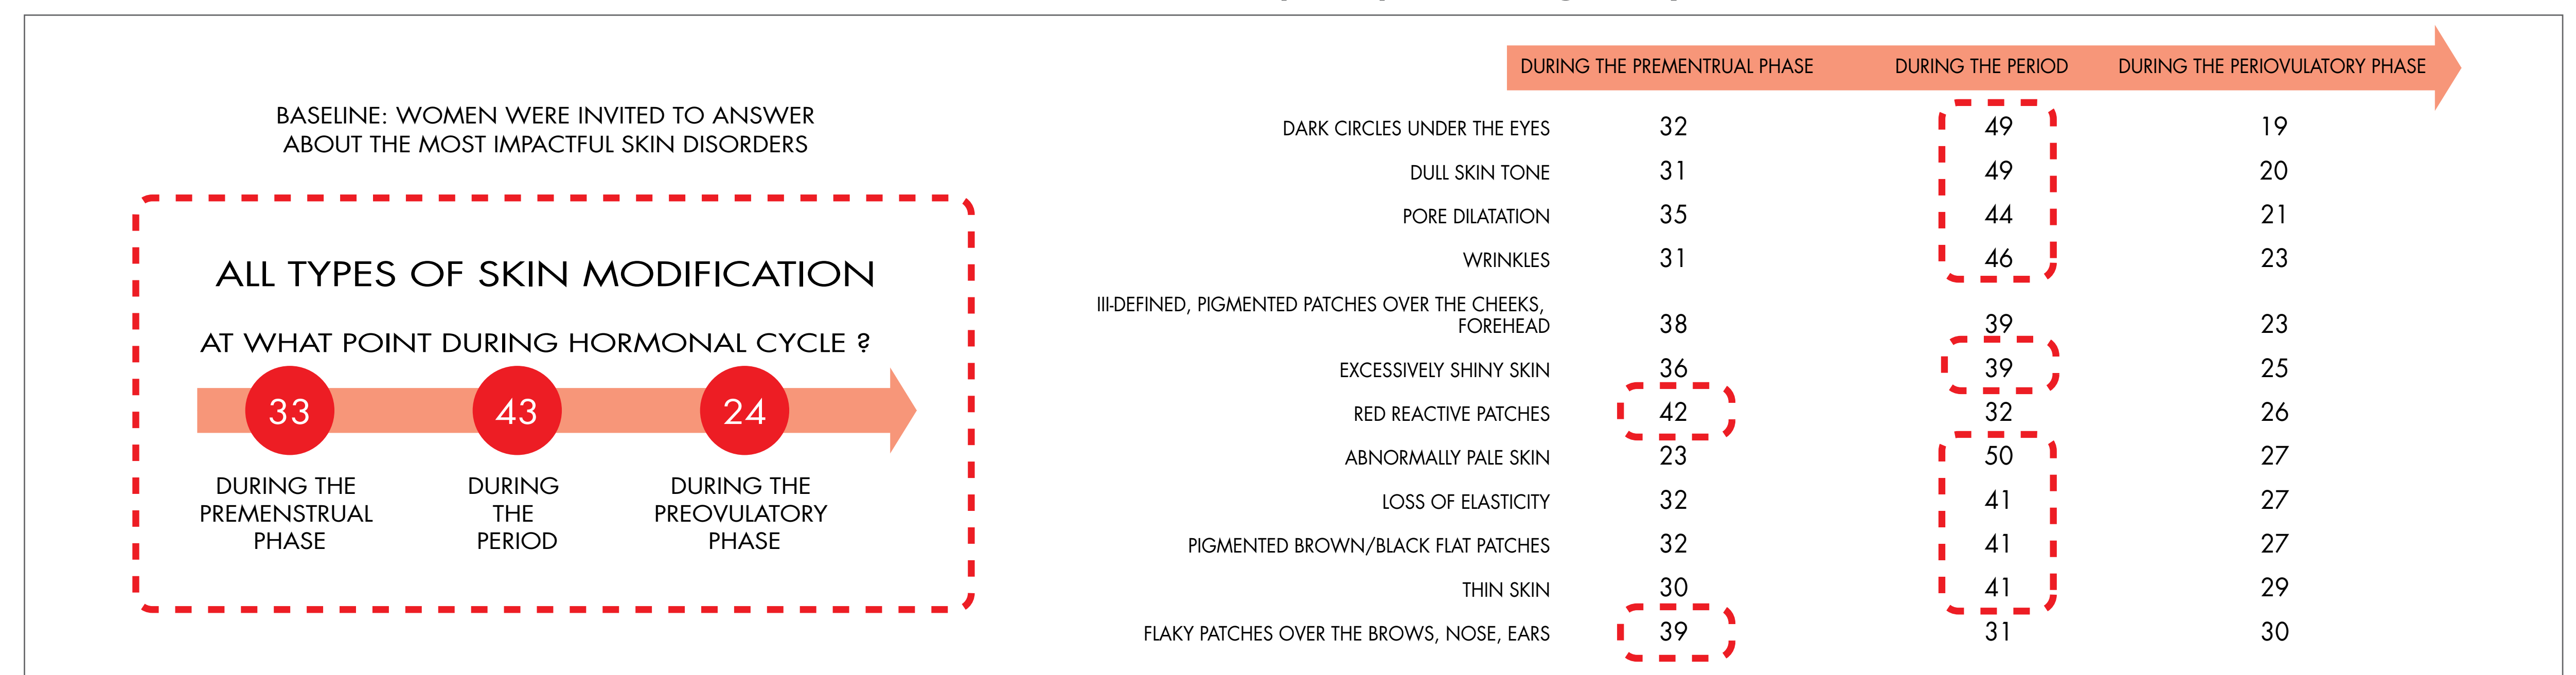 BASELINE: WOMEN WERE INVITED TO ANSWER
ABOUT THE MOST IMPACTFUL SKIN DISORDERS
ALL TYPES OF SKIN MODIFICATION
AT WHAT POINT DURING HORMONAL CYCLE ?
33 43 24
DURING THE PREMENSTRUAL PHASE
DURING THE PERIOD
DURING THE PREOVULATORY PHASE
DURING THE PREMENTRUAL PHASE DURING THE PERIOD DURING THE PERIOVULATORY PHASE
DARK CIRCLES UNDER THE EYES 32 49 19
DULL SKIN TONE 31 49 20
PORE DILATATION 35 44 21
WRINKLES 31 46 23
III-DEFINED, PIGMENTED PATCHES OVER THE CHEEKS,
FOREHEAD 38 39 23
EXCESSIVELY SHINY SKIN 36 39 25
RED REACTIVE PATCHES 42 32 26
ABNORMALLY PALE SKIN 23 50 27
LOSS OF ELASTICITY 32 41 27
PIGMENTED BROWN/BLACK FLAT PATCHES 32 41 27
THIN SKIN 30 41 29
FLAKY PATCHES OVER THE BROWS, NOSE, EARS 39 31 30